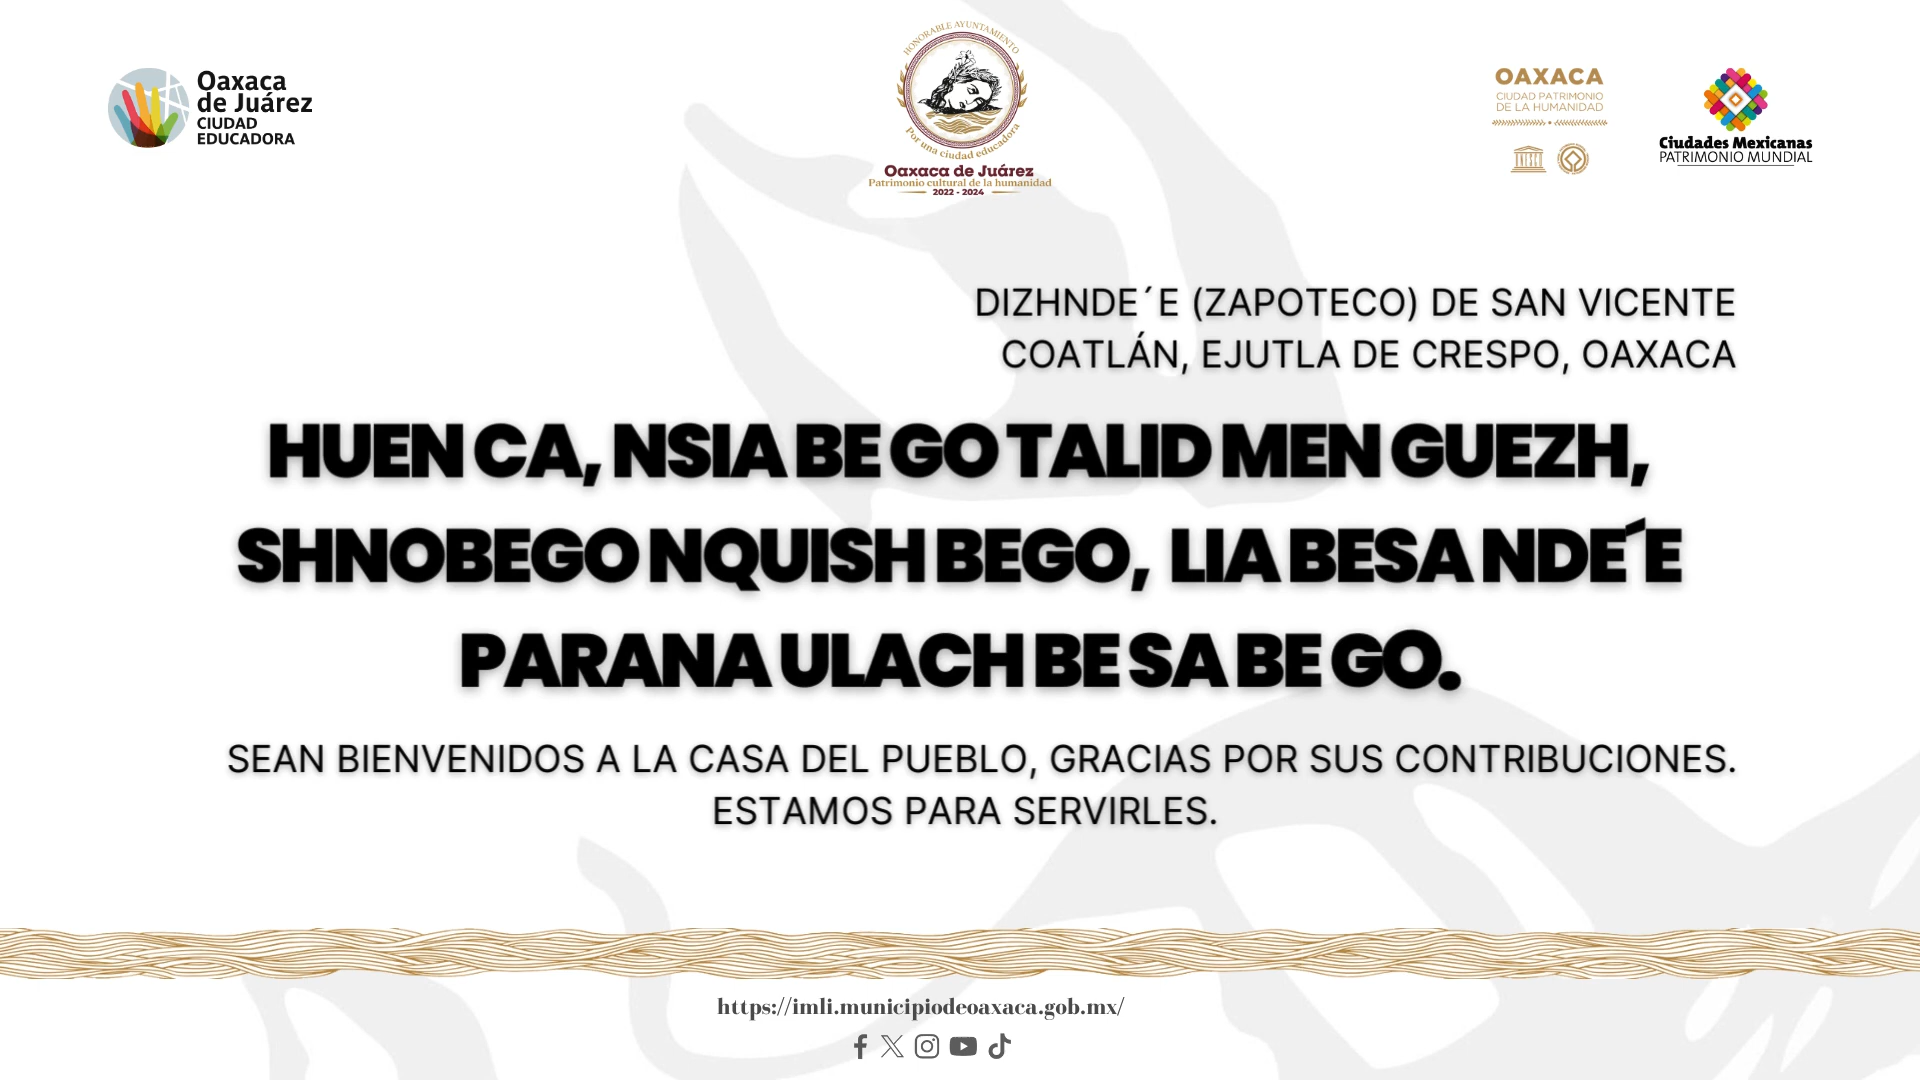 Oaxaca
de Juárez
CIUDAD
EDUCADORA
HONORABLE AYUNTAMIENTO
Por una ciudad educadora
Oaxaca de Juárez
Patrimonio cultural de la humanidad
2022 - 2024
OAXACA
CIUDAD PATRIMONIO
DE LA HUMANIDAD
UNESCO
Ciudades Mexicanas
PATRIMONIO MUNDIAL
DIZHNDE´E (ZAPOTECO) DE SAN VICENTE
COATLÁN, EJUTLA DE CRESPO, OAXACA
HUEN CA, NSIA BE GO TALID MEN GUEZH,
SHNOBEGO NQUISH BEGO, LIA BESA NDE´E
PARANA ULACH BE SA BE GO.
SEAN BIENVENIDOS A LA CASA DEL PUEBLO, GRACIAS POR SUS CONTRIBUCIONES.
ESTAMOS PARA SERVIRLES.
https://imli.municipiodeoaxaca.gob.mx/